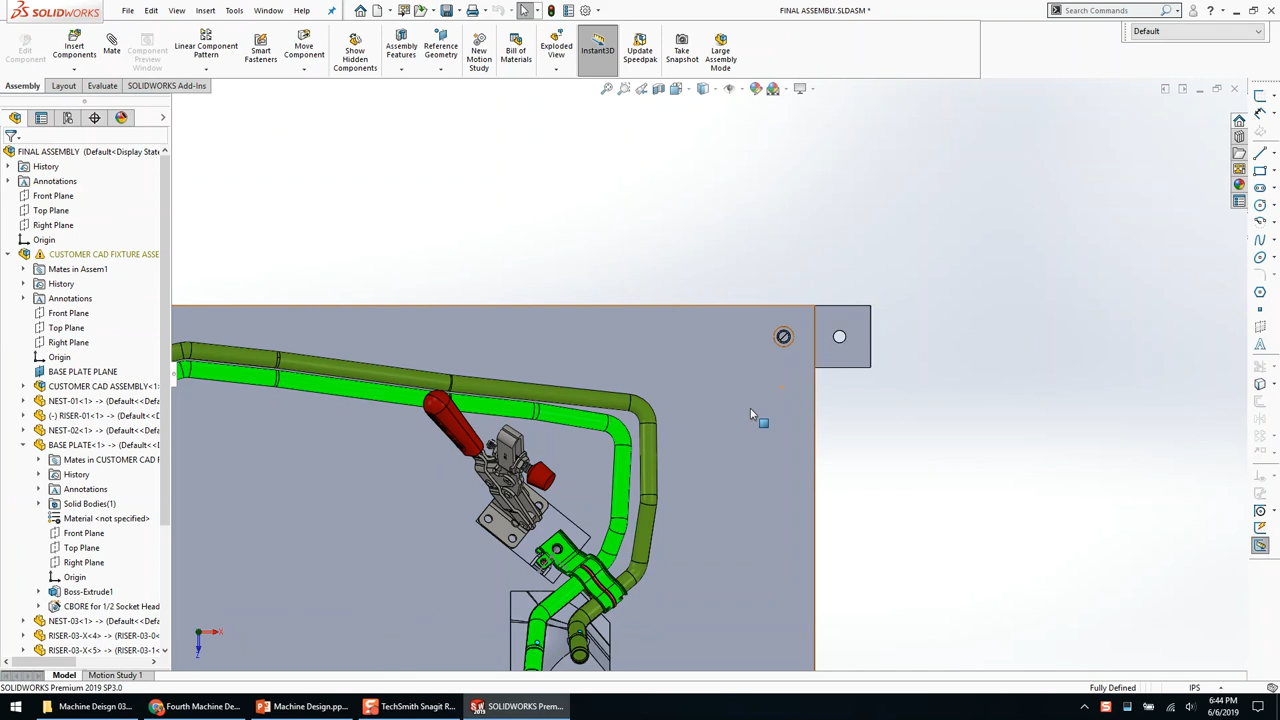 SOLIDWORKS
File
Edit
View
Insert
Tools
Window
FINAL ASSEMBLY.SLDASM *
Search Commands
Edit
Component
Insert
Components
Mate
Component
Preview
Window
Linear Component
Pattern
Smart
Fasteners
Move
Component
Show
Hidden
Components
Assembly
Features
Reference
Geometry
New
Motion
Study
Bill of
Materials
Exploded
View
Instant3D
Update
Speedpak
Take
Snapshot
Large
Assembly
Mode
Default
Assembly
Layout
Evaluate
SOLIDWORKS Add-Ins
FINAL ASSEMBLY (Default<Display State
History
Annotations
Front Plane
Top Plane
Right Plane
Origin
CUSTOMER CAD FIXTURE ASSE
Mates in Assem1
History
Annotations
Front Plane
Top Plane
Right Plane
Origin
BASE PLATE PLANE
CUSTOMER CAD ASSEMBLY<1>
NEST-01<1> -> (Default<<Defau
(-) RISER-01<1> -> (Default<<De
NEST-02<1> -> (Default<<Defau
BASE PLATE<1> -> (Default<<De
Mates in CUSTOMER CAD F
History
Annotations
Solid Bodies(1)
Material <not specified>
Front Plane
Top Plane
Right Plane
Origin
Boss-Extrude1
CBORE for 1/2 Socket Head
NEST-03<1> -> (Default<<Defau
RISER-03-X<4> -> (RISER-03-0<
RISER-03-X<5> -> (RISER-03-1<
X
Z
Model
Motion Study 1
SOLIDWORKS Premium 2019 SP3.0
Fully Defined
IPS
Machine Deisgn 03...
Fourth Machine De...
Machine Design.pp...
TechSmith Snagit R...
SOLIDWORKS Prem...
6:44 PM
6/6/2019